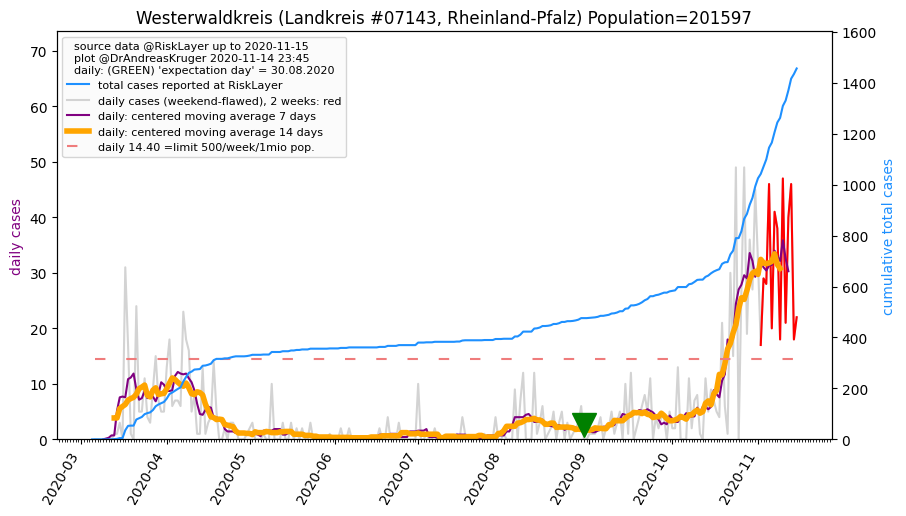 Westerwaldkreis (Landkreis #07143, Rheinland-Pfalz) Population=201597
source data @RiskLayer up to 2020-11-15
plot @DrAndreasKruger 2020-11-14 23:45
daily: (GREEN) 'expectation day' = 30.08.2020
total cases reported at RiskLayer
daily cases (weekend-flawed), 2 weeks: red
daily: centered moving average 7 days
daily: centered moving average 14 days
daily 14.40 =limit 500/week/1mio pop.
daily cases
70
60
50
40
30
20
10
0
cumulative total cases
1600
1400
1200
1000
800
600
400
200
0
2020-03
2020-04
2020-05
2020-06
2020-07
2020-08
2020-09
2020-10
2020-11